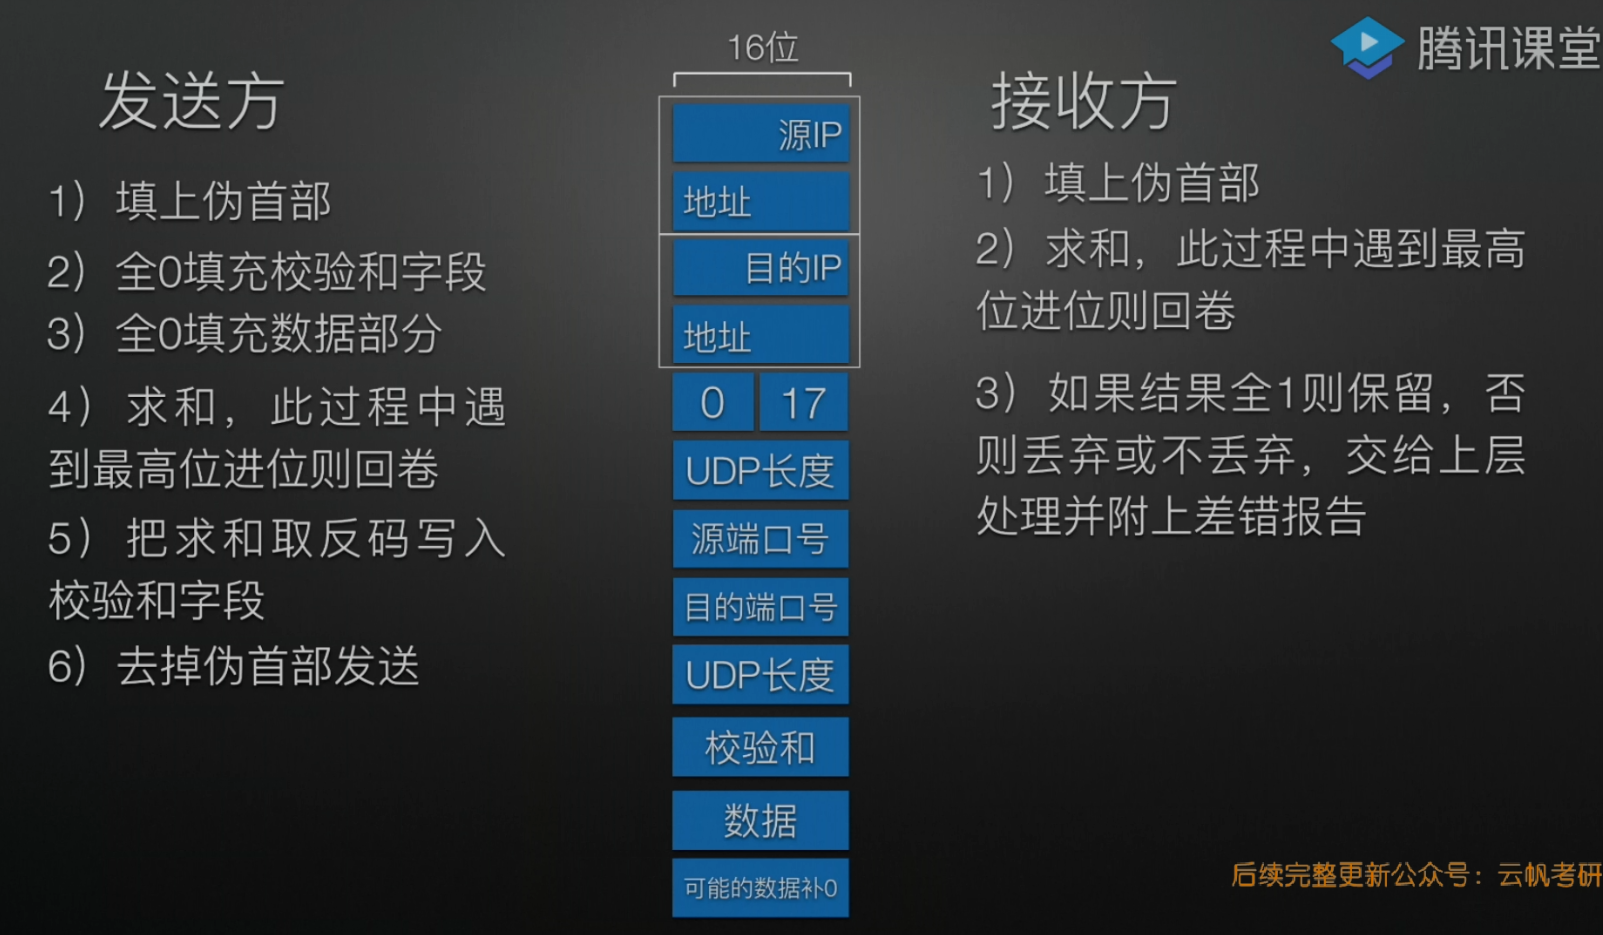 腾讯课堂
发送方
1）填上伪首部
2）全0填充校验和字段
3）全0填充数据部分
4）求和，此过程中遇
到最高位进位则回卷
5）把求和取反码写入
校验和字段
6）去掉伪首部发送
16位
源IP
地址
目的IP
地址
0 17
UDP长度
源端口号
目的端口号
UDP长度
校验和
数据
可能的数据补0
接收方
1）填上伪首部
2）求和，此过程中遇到最高
位进位则回卷
3）如果结果全1则保留，否
则丢弃或不丢弃，交给上层
处理并附上差错报告
后续完整更新公众号：云帆考研